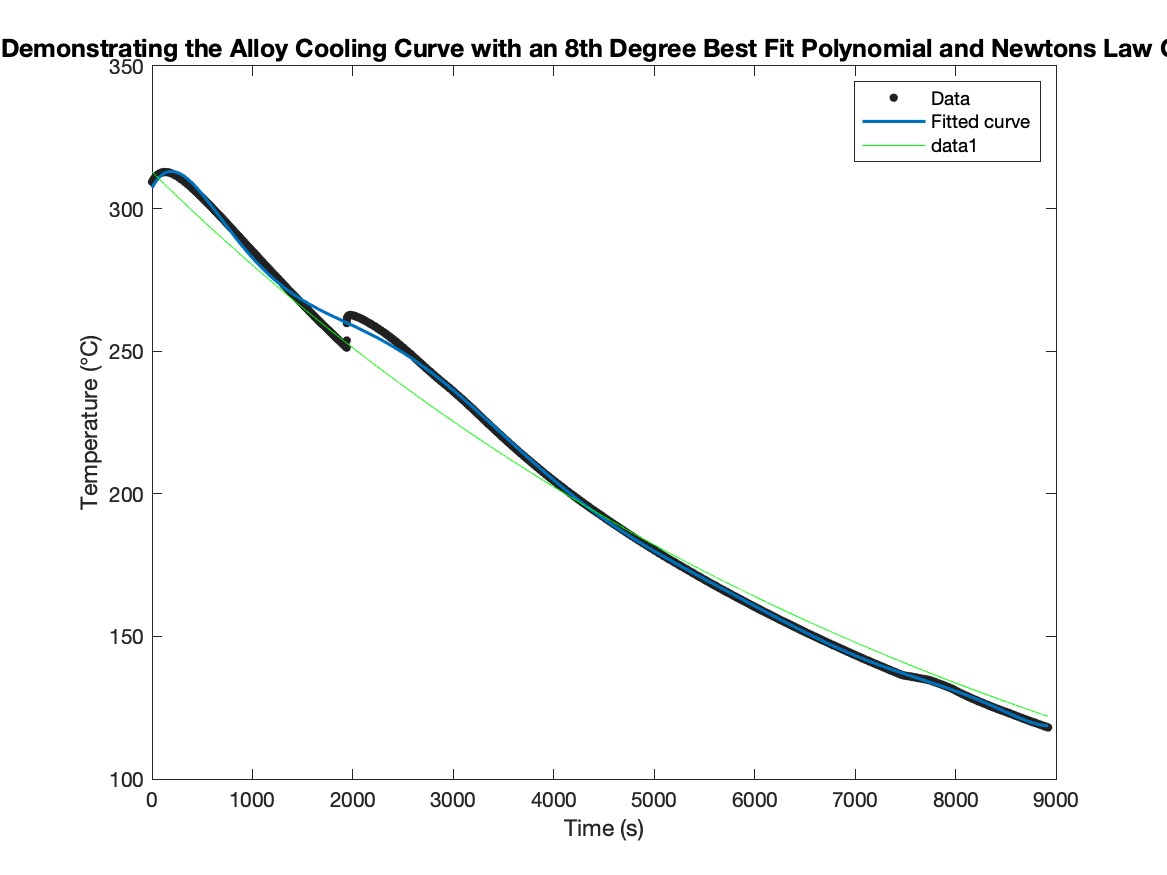 Demonstrating the Alloy Cooling Curve with an 8th Degree Best Fit Polynomial and Newtons Law
350
300
250
200
150
100
Temperature (°C)
Data
Fitted curve
data1
0 1000 2000 3000 4000 5000 6000 7000 8000 9000
Time (s)